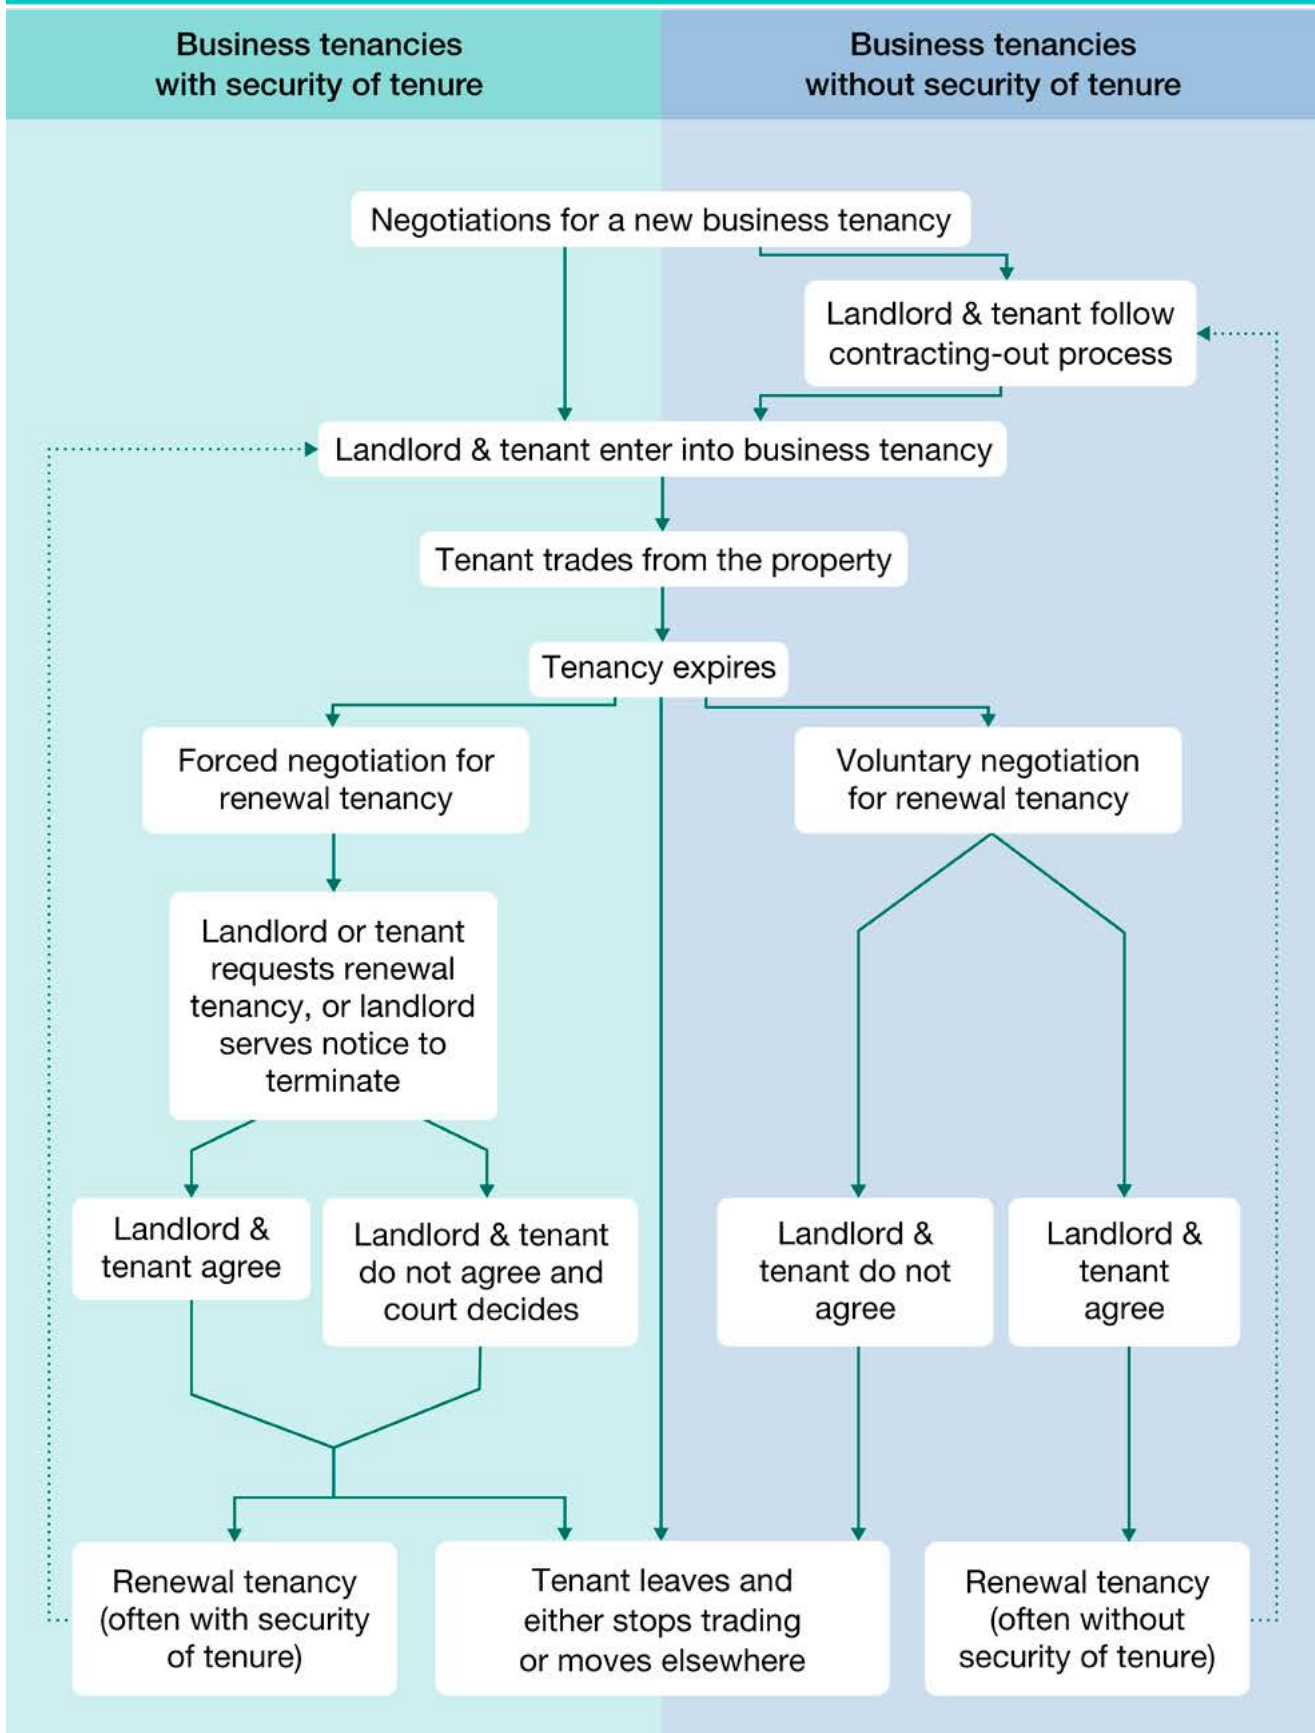 Business tenancies
with security of tenure
Business tenancies
without security of tenure
Negotiations for a new business tenancy
Landlord & tenant follow
contracting-out process
Landlord & tenant enter into business tenancy
Tenant trades from the property
Tenancy expires
Forced negotiation for
renewal tenancy
Voluntary negotiation
for renewal tenancy
Landlord or tenant
requests renewal
tenancy, or landlord
serves notice to
terminate
Landlord &
tenant agree
Landlord & tenant
do not agree and
court decides
Landlord &
tenant do not
agree
Landlord &
tenant
agree
Renewal tenancy
(often with security
of tenure)
Tenant leaves and
either stops trading
or moves elsewhere
Renewal tenancy
(often without
security of tenure)